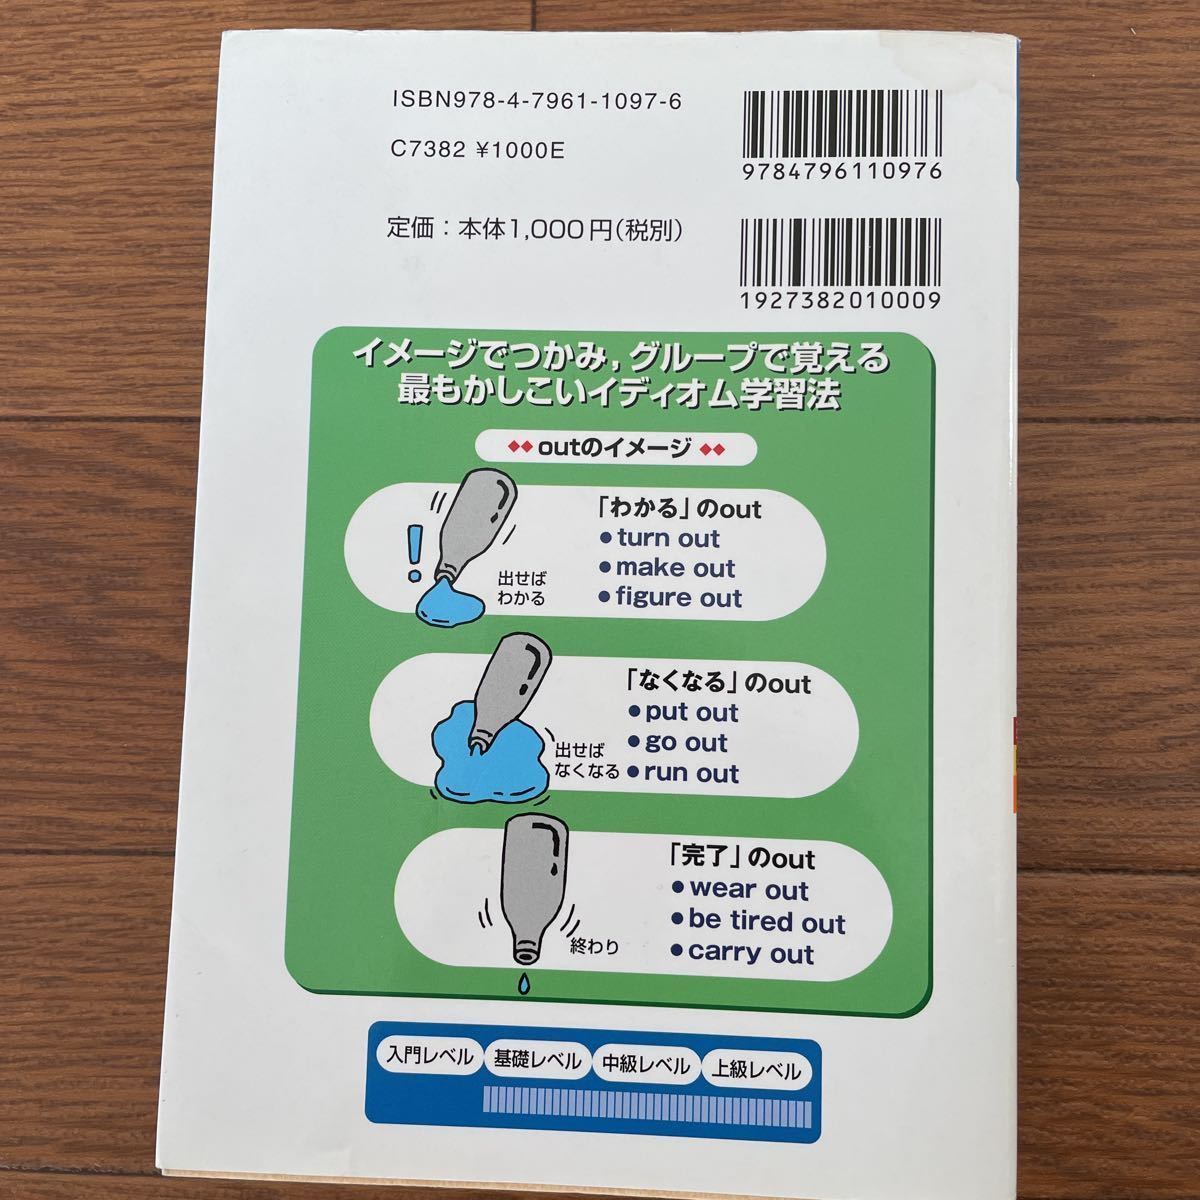 ISBN978-4-7961-1097-6
C7382 ¥1000E
9784796110976
定価：本体1,000円（税別）
1927382010009
イメージでつかみ，グループで覚える
最もかしこいイディオム学習法
outのイメージ
「わかる」のout
●turn out
●make out
●figure out
出せば
わかる
「なくなる」のout
●put out
●go out
●run out
出せば
なくなる
「完了」のout
●wear out
●be tired out
●carry out
終わり
入門レベル 基礎レベル 中級レベル 上級レベル